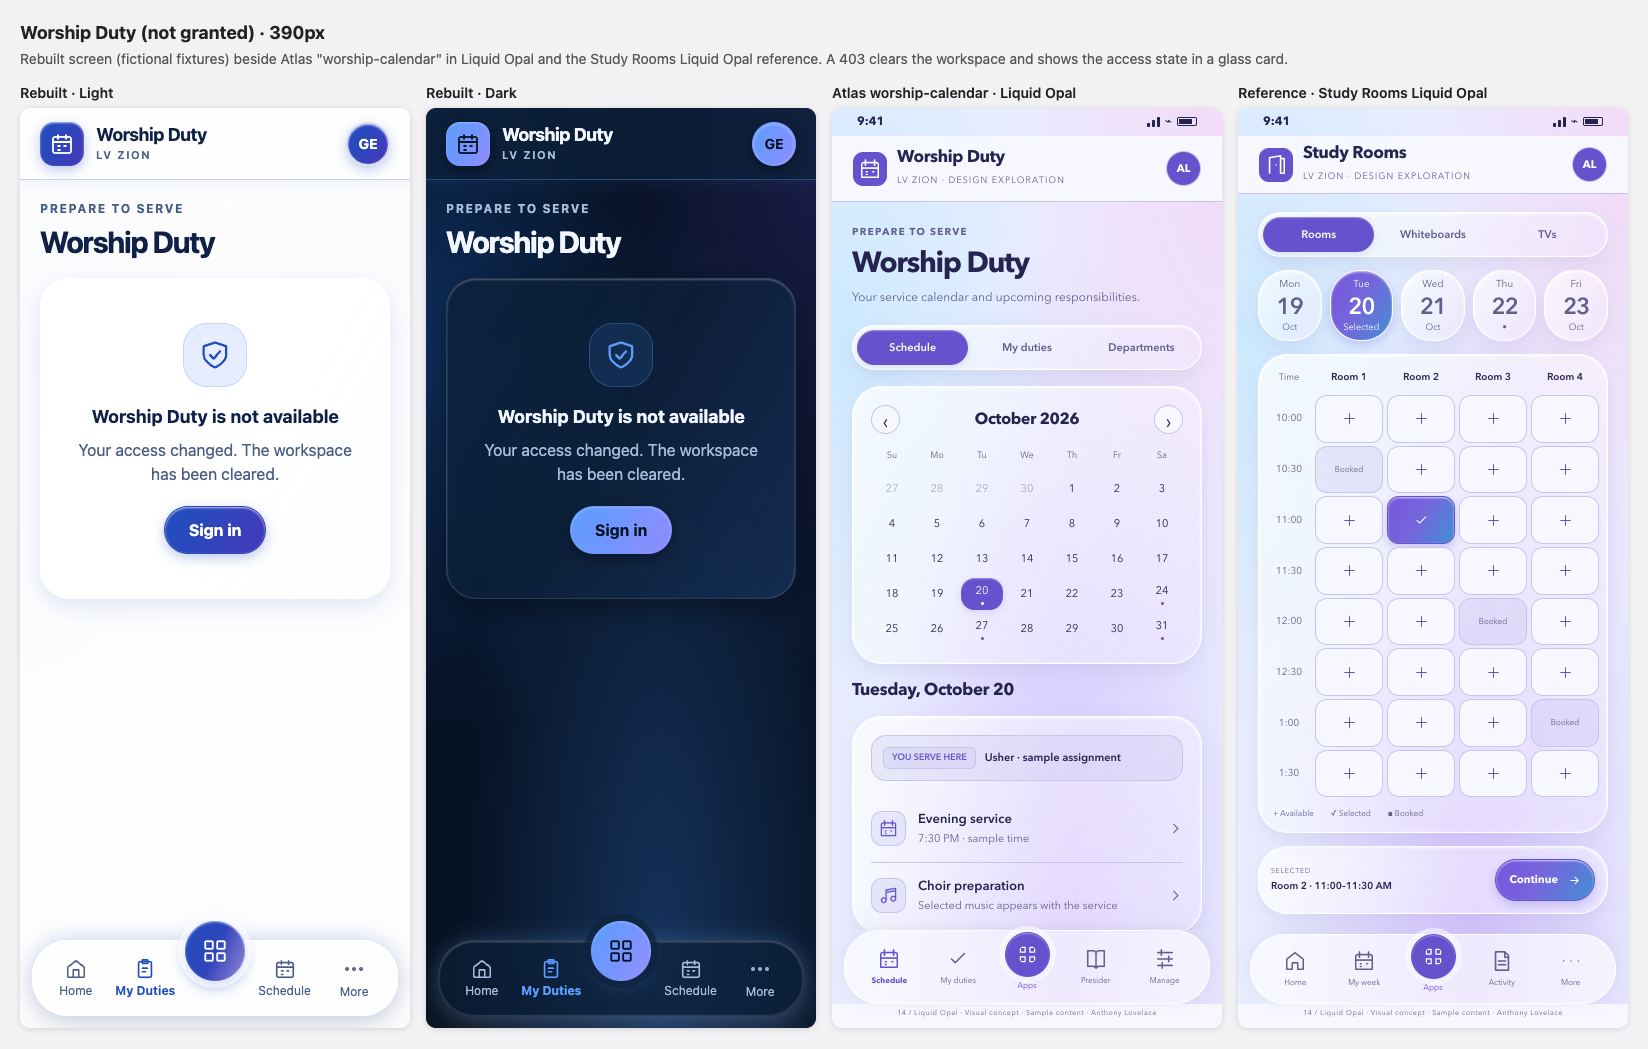 Worship Duty (not granted) · 390px
Rebuilt screen (fictional fixtures) beside Atlas "worship-calendar" in Liquid Opal and the Study Rooms Liquid Opal reference. A 403 clears the workspace and shows the access state in a glass card.
Rebuilt · Light
Worship Duty
LV ZION
GE
PREPARE TO SERVE
Worship Duty
Worship Duty is not available
Your access changed. The workspace
has been cleared.
Sign in
Home
My Duties
Schedule
More
Rebuilt · Dark
Worship Duty
LV ZION
GE
PREPARE TO SERVE
Worship Duty
Worship Duty is not available
Your access changed. The workspace
has been cleared.
Sign in
Home
My Duties
Schedule
More
Atlas worship-calendar · Liquid Opal
9:41
Worship Duty
LV ZION · DESIGN EXPLORATION
AL
PREPARE TO SERVE
Worship Duty
Your service calendar and upcoming responsibilities.
Schedule My duties Departments
October 2026
Su Mo Tu We Th Fr Sa
27 28 29 30 1 2 3
4 5 6 7 8 9 10
11 12 13 14 15 16 17
18 19 20 21 22 23 24
25 26 27 28 29 30 31
Tuesday, October 20
YOU SERVE HERE Usher · sample assignment
Evening service
7:30 PM · sample time
Choir preparation
Selected music appears with the service
Schedule My duties Apps Presider Manage
14 / Liquid Opal · Visual concept · Sample content · Anthony Lovelace
Reference · Study Rooms Liquid Opal
9:41
Study Rooms
LV ZION · DESIGN EXPLORATION
AL
Rooms Whiteboards TVs
Mon Tue Wed Thu Fri
19 20 21 22 23
Oct Selected Oct • Oct
Time Room 1 Room 2 Room 3 Room 4
10:00 + + + +
10:30 Booked + + +
11:00 + ✓ + +
11:30 + + + +
12:00 + + Booked +
12:30 + + + +
1:00 + + + Booked
1:30 + + + +
+ Available ✓ Selected ■ Booked
SELECTED
Room 2 · 11:00–11:30 AM
Continue →
Home My week Apps Activity More
14 / Liquid Opal · Visual concept · Sample content · Anthony Lovelace